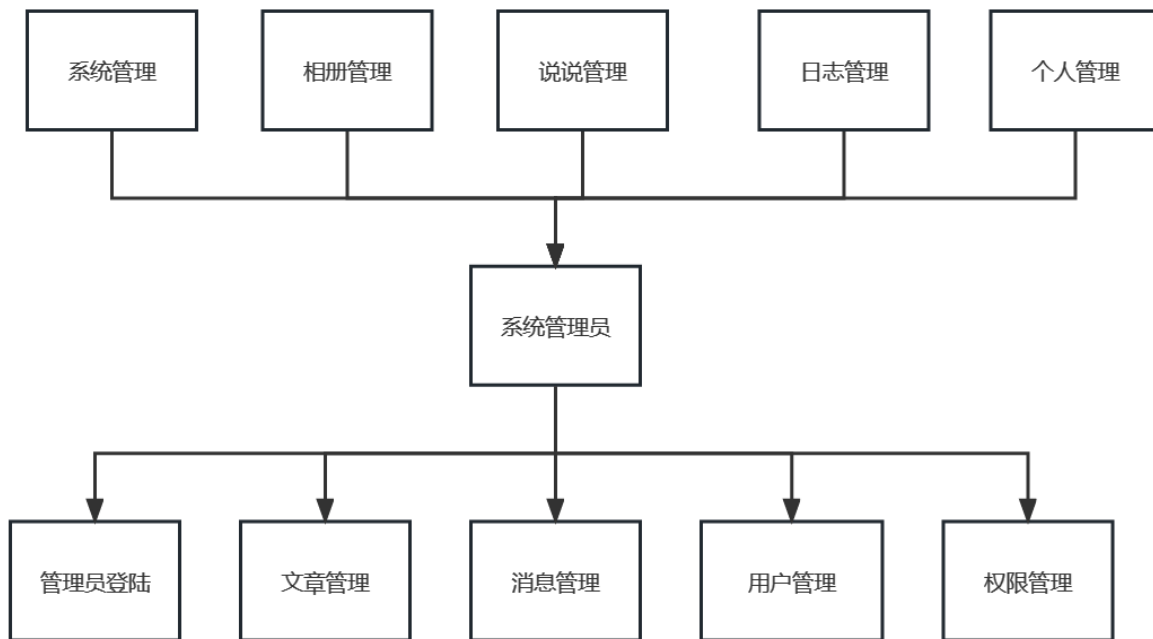 系统管理
相册管理
说说管理
日志管理
个人管理
系统管理员
管理员登陆
文章管理
消息管理
用户管理
权限管理